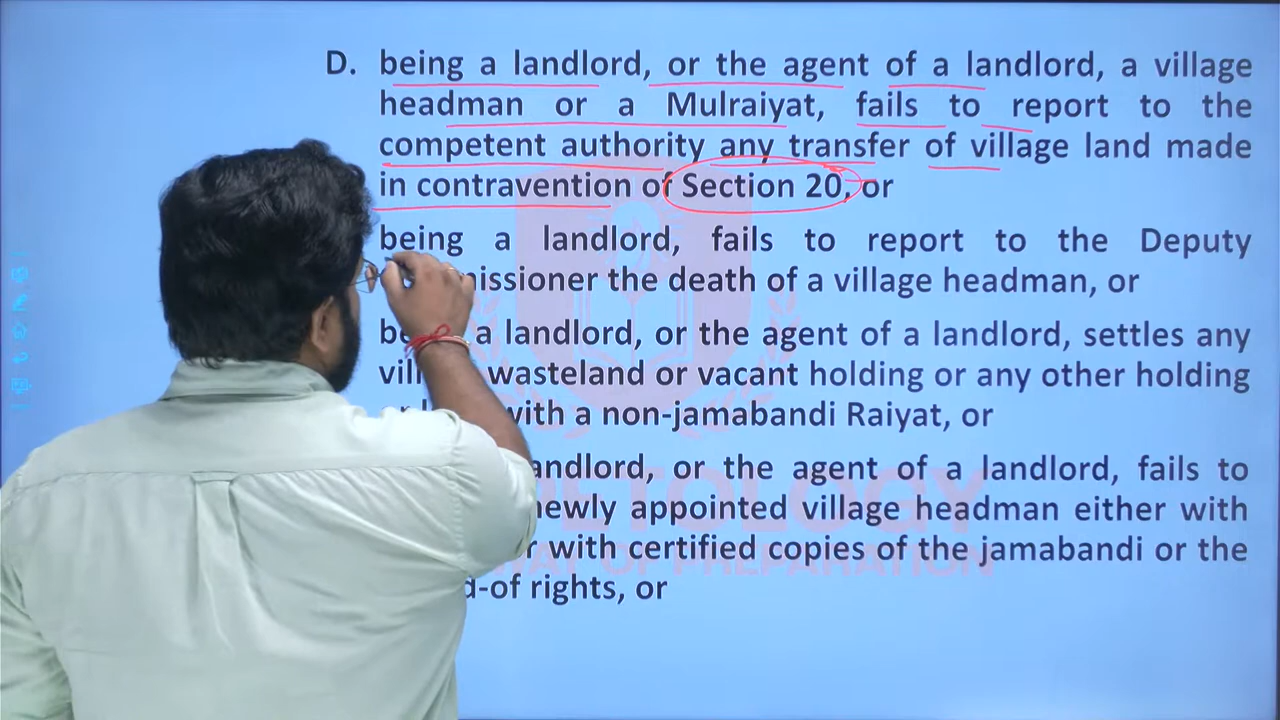 D. being a landlord, or the agent of a landlord, a village
headman or a Mulraiyat, fails to report to the
competent authority any transfer of village land made
in contravention of Section 20, or
being a landlord, fails to report to the Deputy
the death of a village headman, or
a landlord, or the agent of a landlord, settles any
wasteland or vacant holding or any other holding
with a non-jamabandi Raiyat, or
landlord, or the agent of a landlord, fails to
newly appointed village headman either with
with certified copies of the jamabandi or the
of rights, or